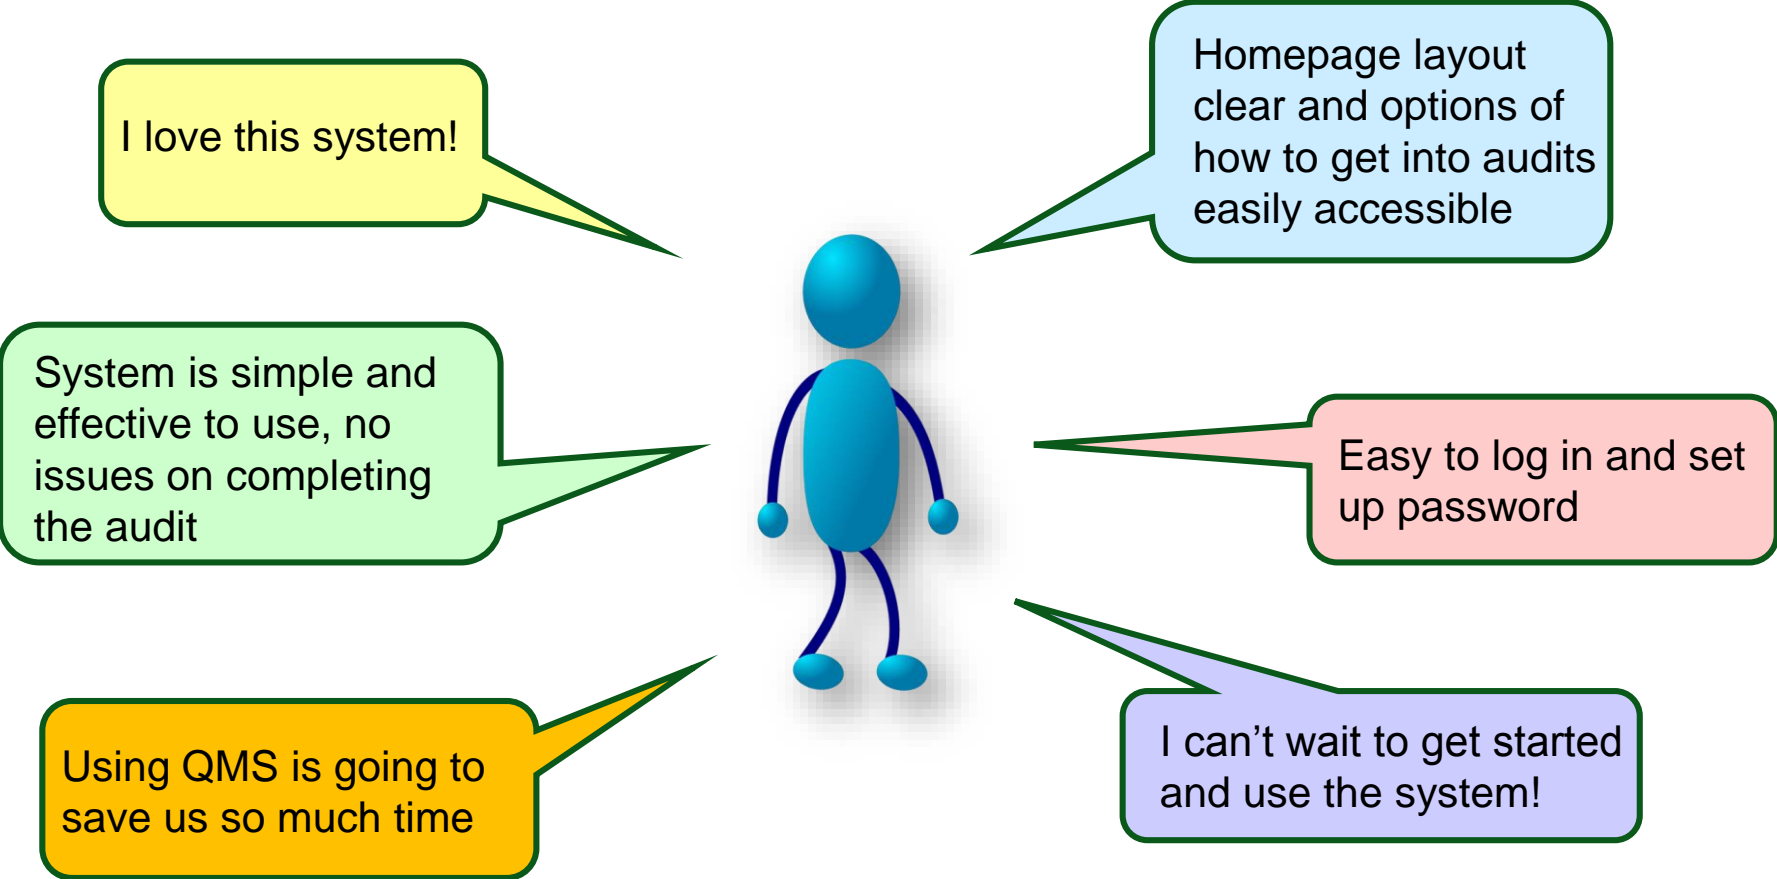 I love this system!
Homepage layout
clear and options of
how to get into audits
easily accessible
System is simple and
effective to use, no
issues on completing
the audit
Easy to log in and set
up password
Using QMS is going to
save us so much time
I can’t wait to get started
and use the system!